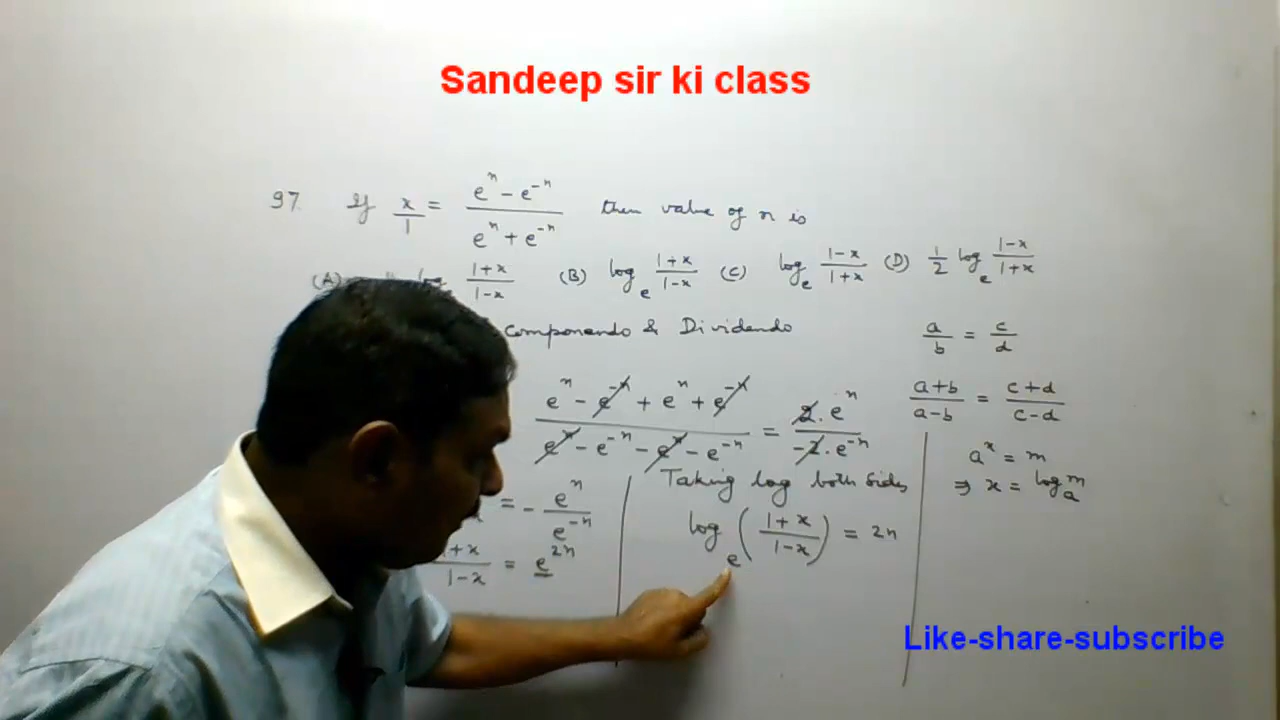 Sandeep sir ki class
97. If x/1 = (e^n - e^-n)/(e^n + e^-n) then value of n is
(A) log (1+x)/(1-x) (B) log_e (1+x)/(1-x) (C) log_e (1-x)/(1+x) (D) 1/2 log_e (1-x)/(1+x)
Componendo & Dividendo
a/b = c/d
(a+b)/(a-b) = (c+d)/(c-d)
(e^n - e^-n + e^n + e^-n)/(e^n - e^-n - e^n - e^-n) = (2.e^n)/(-2.e^-n)
= - e^n/e^-n
(1+x)/(1-x) = e^2n
Taking log both sides
log_e ((1+x)/(1-x)) = 2n
a^x = m
⇒ x = log_a m
Like-share-subscribe